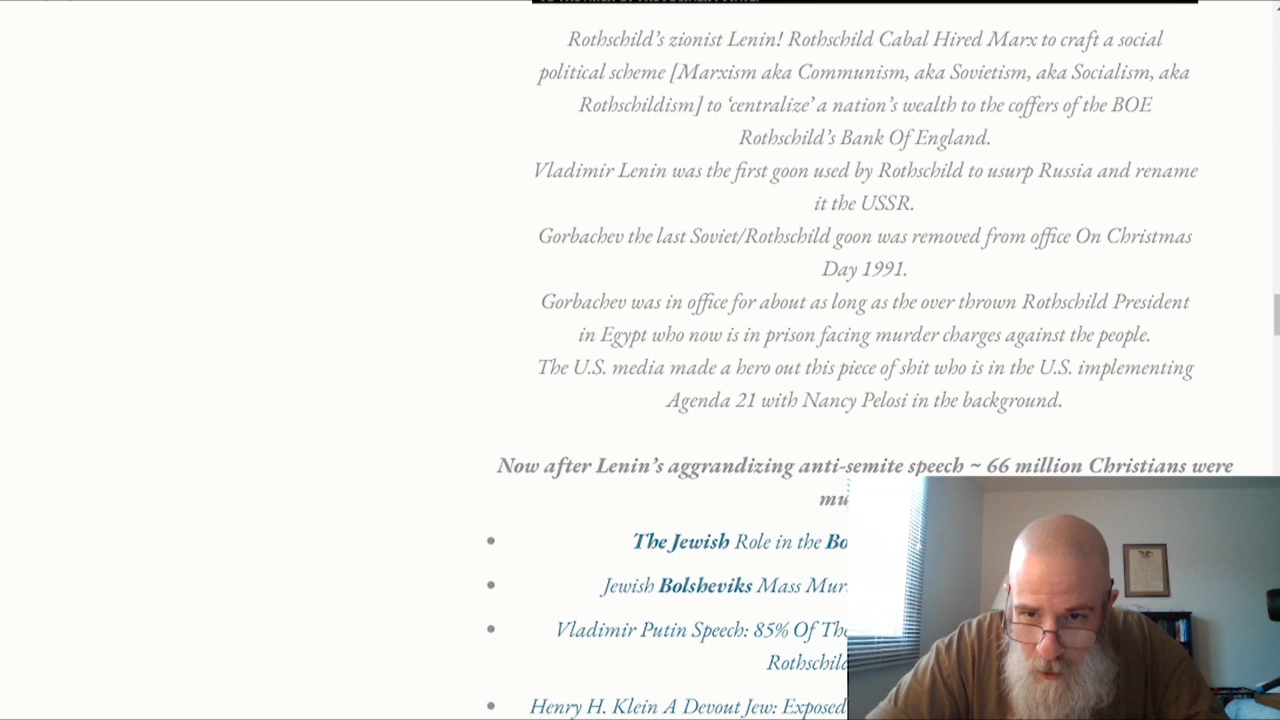 Rothschild's zionist Lenin! Rothschild Cabal Hired Marx to craft a social
political scheme [Marxism aka Communism, aka Sovietism, aka Socialism, aka
Rothschildism] to ‘centralize’ a nation's wealth to the coffers of the BOE
Rothschild's Bank Of England.
Vladimir Lenin was the first goon used by Rothschild to usurp Russia and rename
it the USSR.
Gorbachev the last Soviet/Rothschild goon was removed from office On Christmas
Day 1991.
Gorbachev was in office for about as long as the over thrown Rothschild President
in Egypt who now is in prison facing murder charges against the people.
The U.S. media made a hero out this piece of shit who is in the U.S. implementing
Agenda 21 with Nancy Pelosi in the background.
Now after Lenin's aggrandizing anti-semite speech ~ 66 million Christians were
The Jewish Role in the
Jewish Bolsheviks Mass
Vladimir Putin Speech: 85% Of
Henry H. Klein A Devout Jew: Exposed